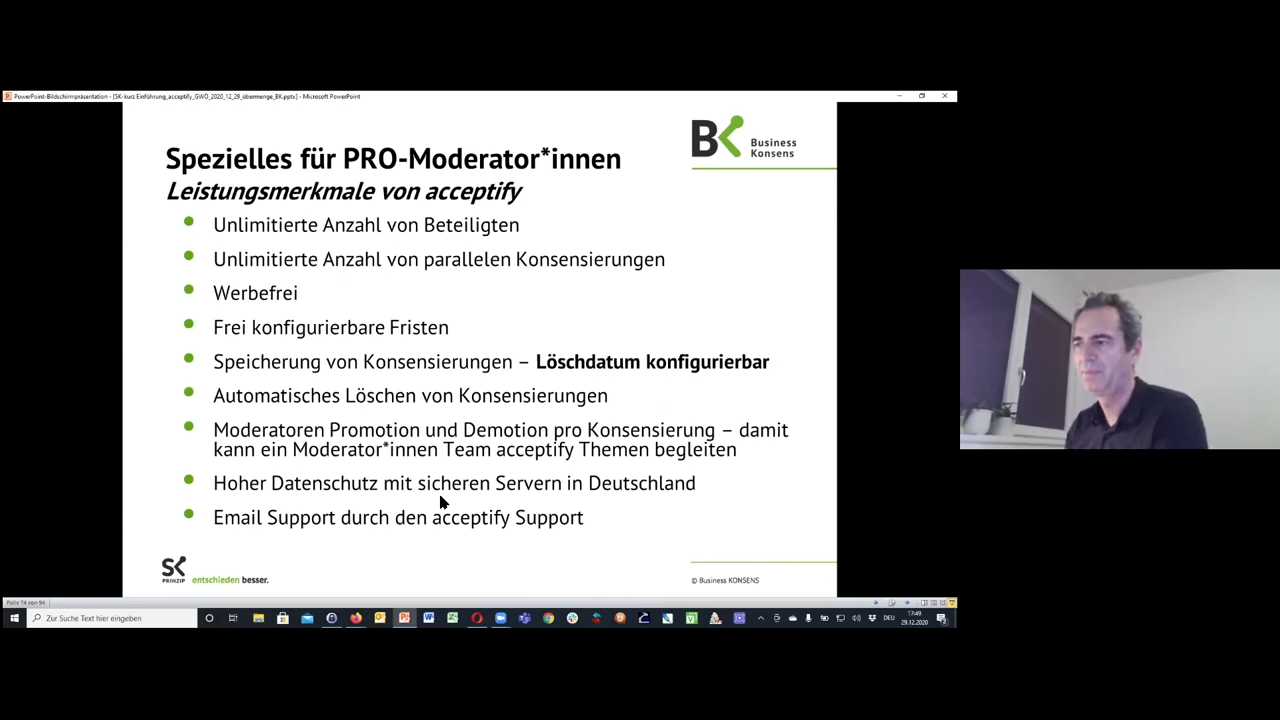 PowerPoint-Bildschirmpräsentation - [SK-kurz Einführung_acceptify_GWÖ_2020_12_29_übermenge_BK.pptx] - Microsoft PowerPoint
BK Business
Konsens
Spezielles für PRO-Moderator*innen
Leistungsmerkmale von acceptify
Unlimitierte Anzahl von Beteiligten
Unlimitierte Anzahl von parallelen Konsensierungen
Werbefrei
Frei konfigurierbare Fristen
Speicherung von Konsensierungen – Löschdatum konfigurierbar
Automatisches Löschen von Konsensierungen
Moderatoren Promotion und Demotion pro Konsensierung – damit
kann ein Moderator*innen Team acceptify Themen begleiten
Hoher Datenschutz mit sicheren Servern in Deutschland
Email Support durch den acceptify Support
SK
PRINZIP entschieden besser.
© Business KONSENS
Folie 74 von 94
Zur Suche Text hier eingeben
DEU
17:49
29.12.2020